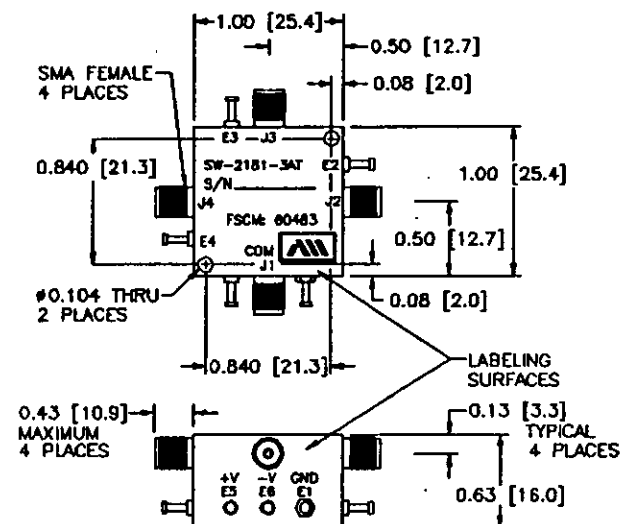 1.00 [25.4]
0.50 [12.7]
0.08 [2.0]
SMA FEMALE
4 PLACES
E3
J3
0.840 [21.3]
SW-2181-3AT
E2
S/N
1.00 [25.4]
J4
J2
FSCM: 60483
0.50 [12.7]
E4
COM
J1
ø0.104 THRU
2 PLACES
0.08 [2.0]
0.840 [21.3]
LABELING
SURFACES
0.43 [10.9]
MAXIMUM
4 PLACES
0.13 [3.3]
TYPICAL
4 PLACES
+V
-V
GND
E5
E6
E1
0.63 [16.0]